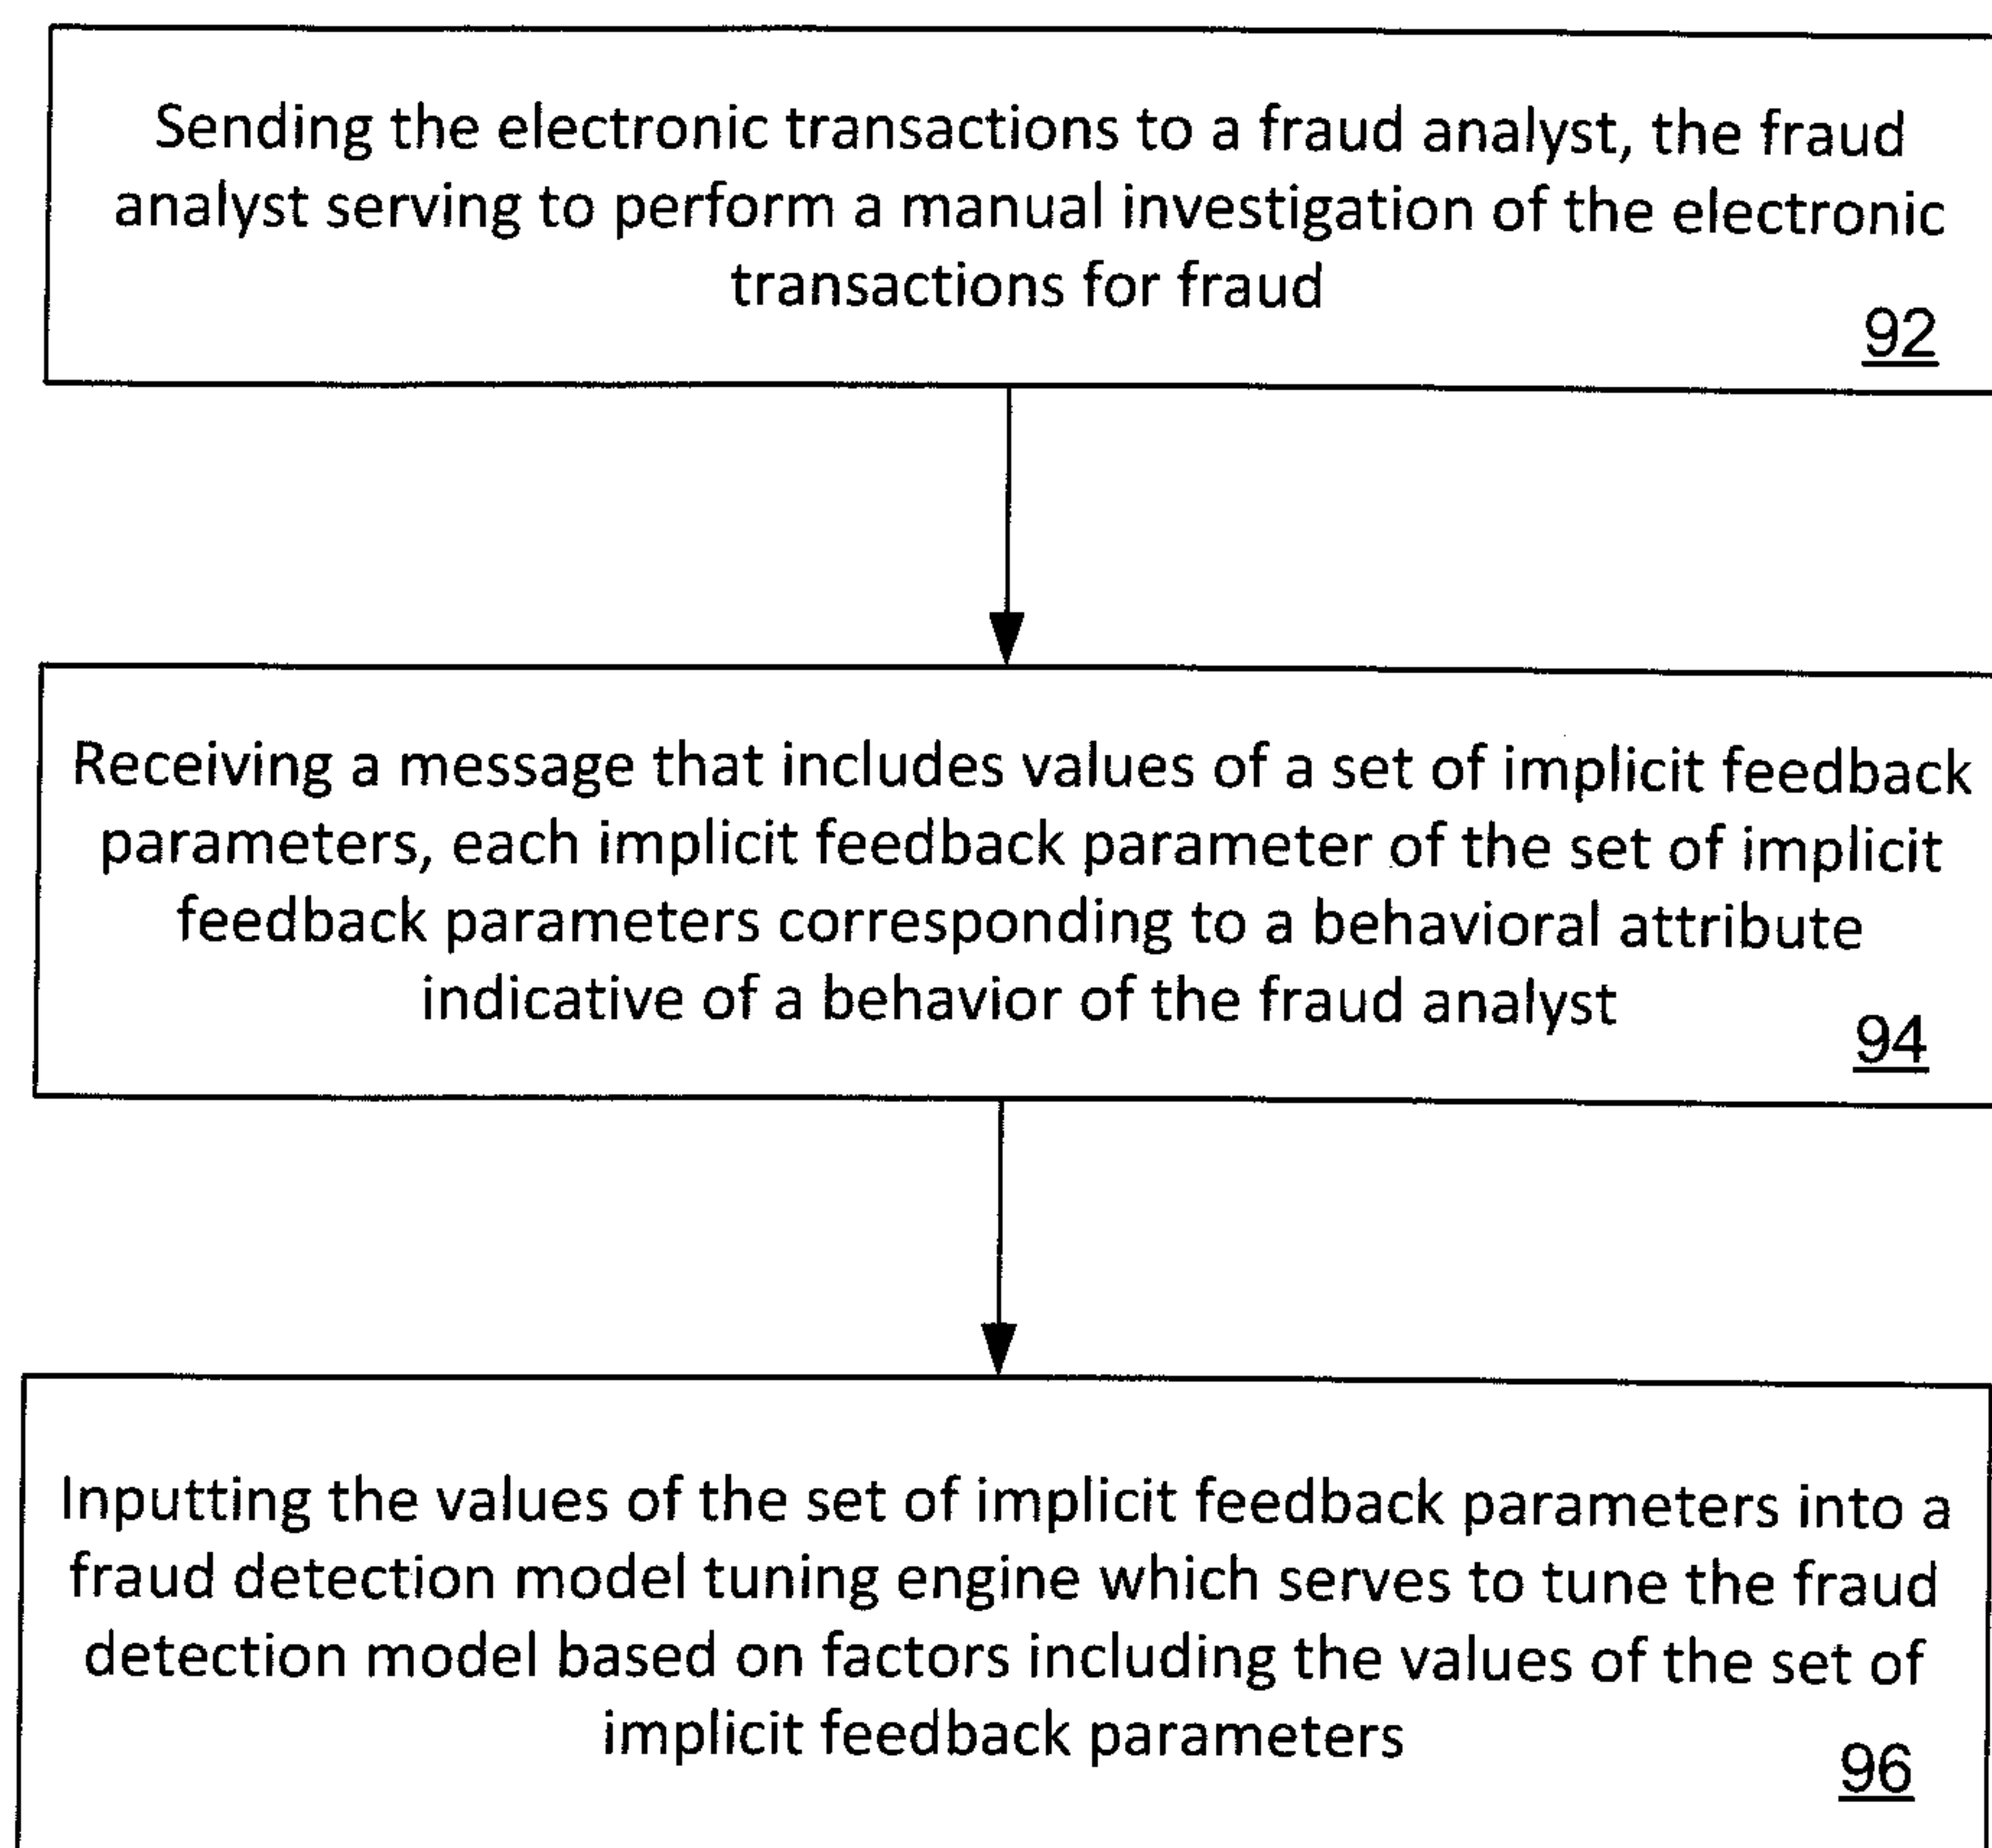 Sending the electronic transactions to a fraud analyst, the fraud
analyst serving to perform a manual investigation of the electronic
transactions for fraud
92
Receiving a message that includes values of a set of implicit feedback
parameters, each implicit feedback parameter of the set of implicit
feedback parameters corresponding to a behavioral attribute
indicative of a behavior of the fraud analyst
94
Inputting the values of the set of implicit feedback parameters into a
fraud detection model tuning engine which serves to tune the fraud
detection model based on factors including the values of the set of
implicit feedback parameters
96